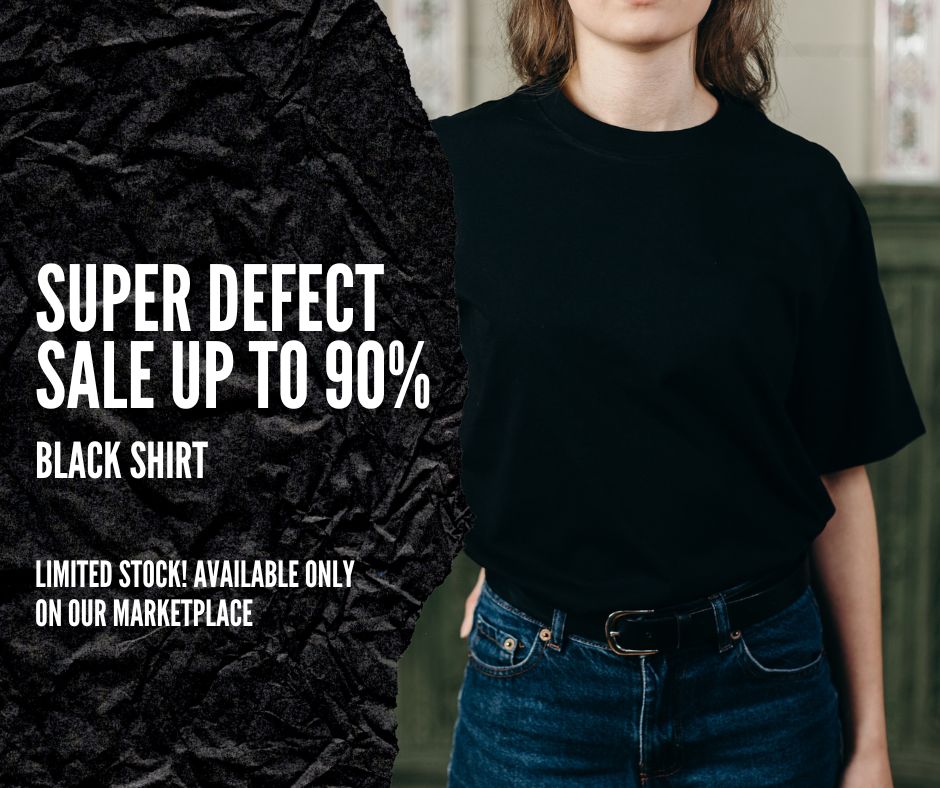 SUPER DEFECT
SALE UP TO 90%
BLACK SHIRT
LIMITED STOCK! AVAILABLE ONLY
ON OUR MARKETPLACE